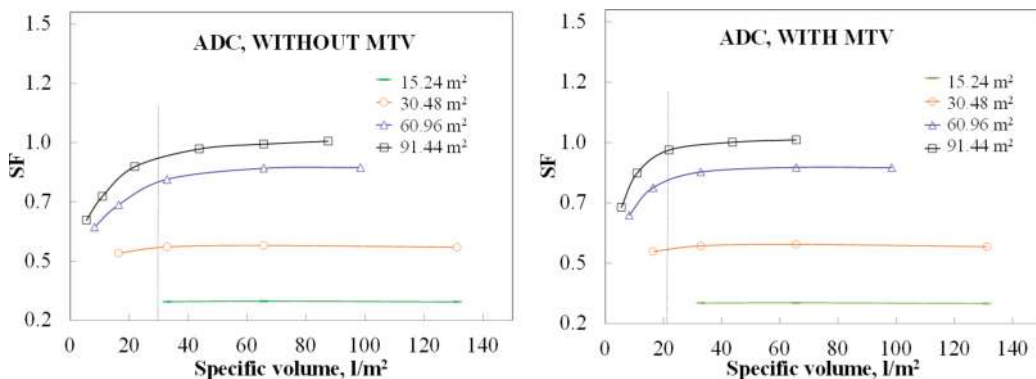 ADC, WITHOUT MTV
1.5
1.2
1.0
0.7
0.5
0.2
SF
15.24 m²
30.48 m²
60.96 m²
91.44 m²
0 20 40 60 80 100 120 140
Specific volume, l/m²
ADC, WITH MTV
1.5
1.2
1.0
0.7
0.5
0.2
SF
15.24 m²
30.48 m²
60.96 m²
91.44 m²
0 20 40 60 80 100 120 140
Specific volume, l/m²